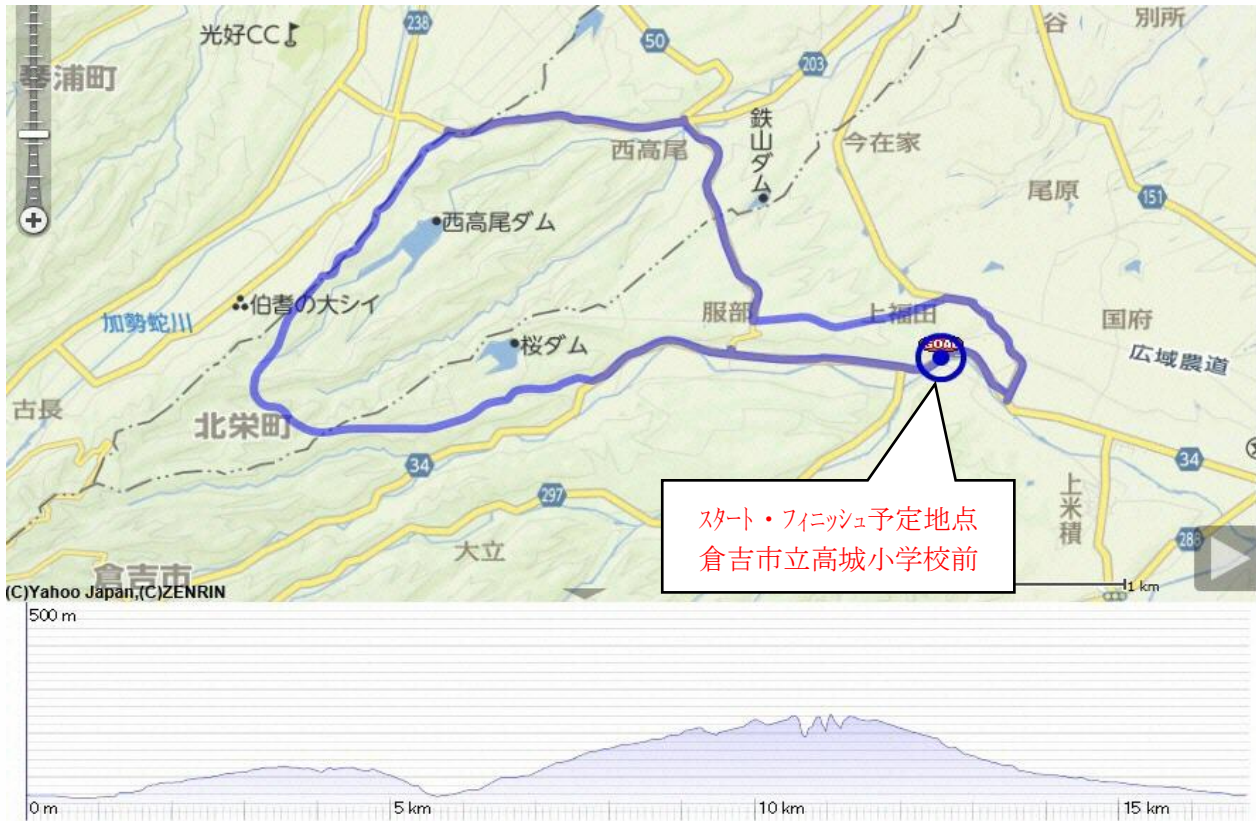 238
光好CC
50
谷
別所
203
琴浦町
鉄山ダム
西高尾
今在家
尾原
151
西高尾ダム
伯耆の大シイ
加勢蛇川
服部
上福田
国府
桜ダム
GOAL
広域農道
古長
北栄町
34
34
297
上米積
大立
288
スタート・フィニッシュ予定地点
倉吉市立高城小学校前
倉吉市
(C)Yahoo Japan,(C)ZENRIN
1 km
500 m
0 m
5 km
10 km
15 km